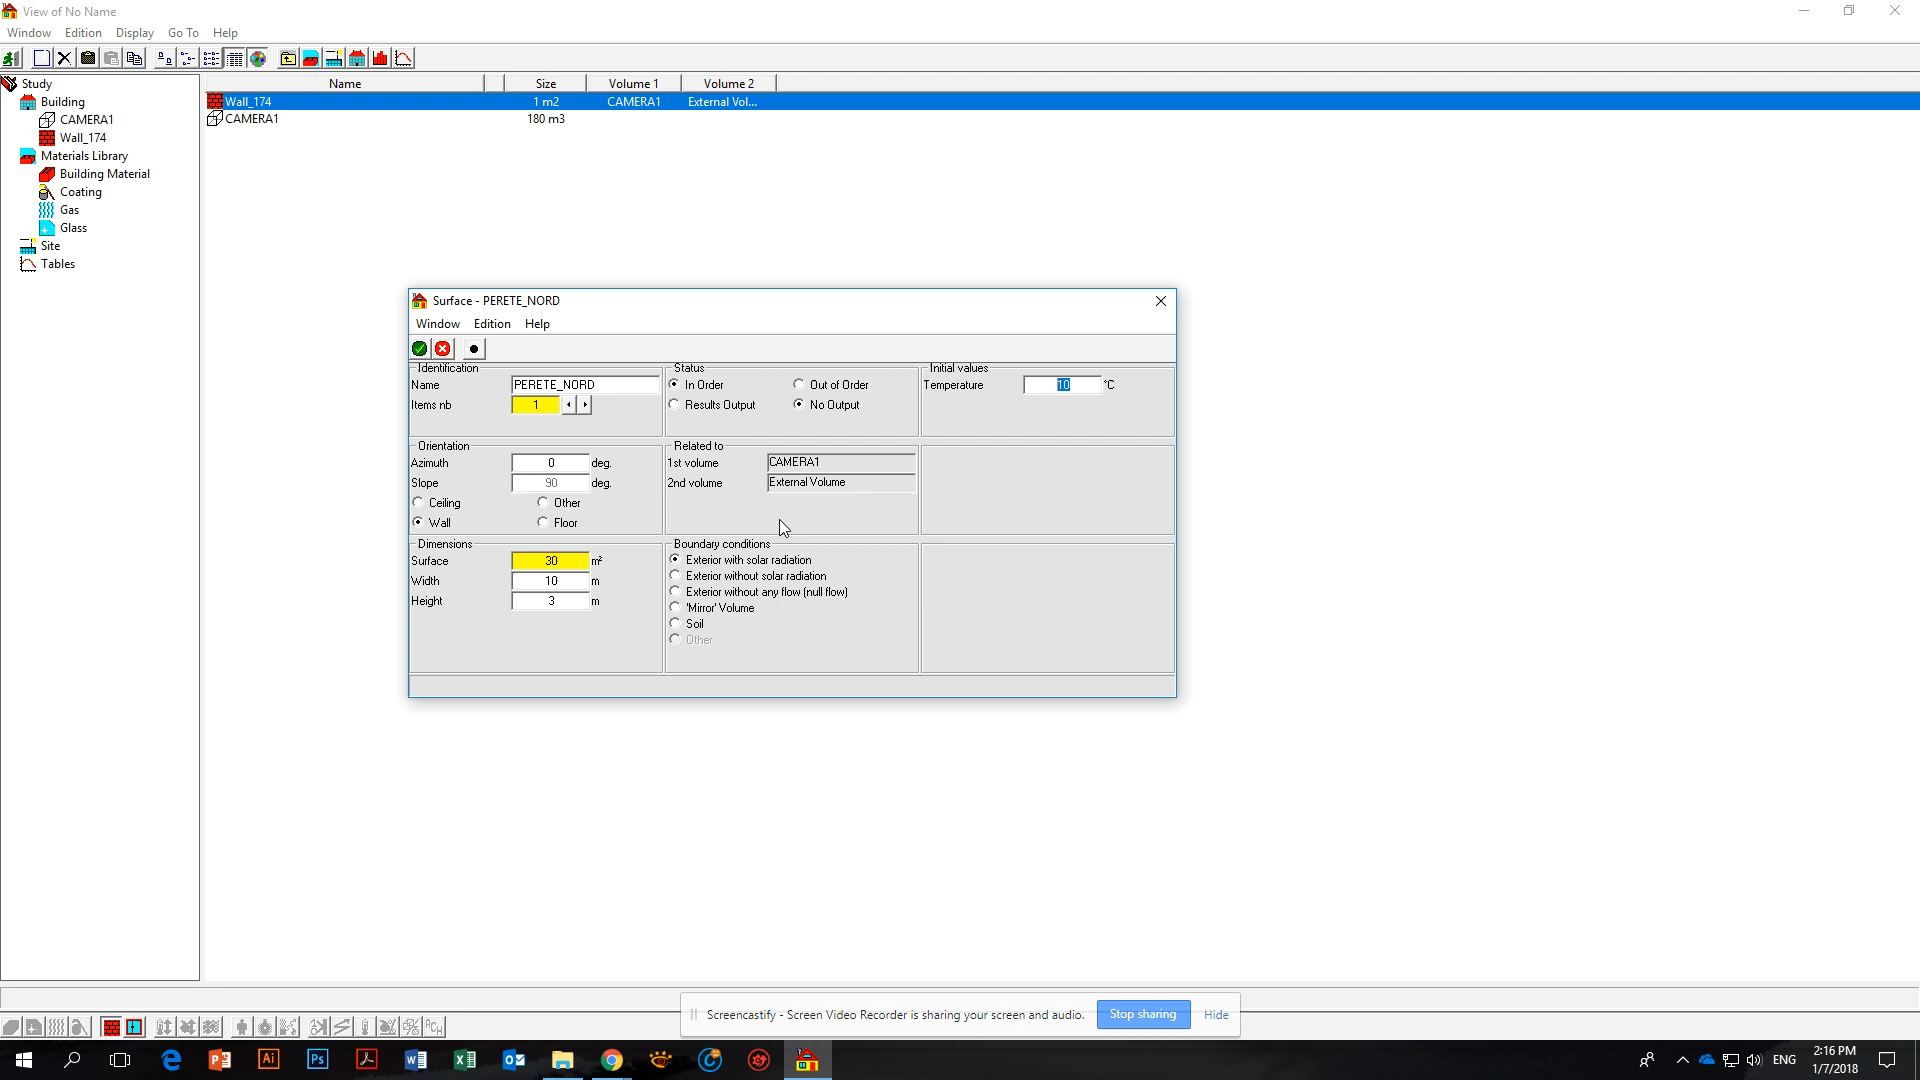 View of No Name
Window Edition Display Go To Help
Study
Building
CAMERA1
Wall_174
Materials Library
Building Material
Coating
Gas
Glass
Site
Tables
Name Size Volume 1 Volume 2
Wall_174 1 m2 CAMERA1 External Vol...
CAMERA1 180 m3
Surface - PERETE_NORD
Window Edition Help
Identification
Name PERETE_NORD
Items nb 1
Status
In Order Out of Order
Results Output No Output
Initial values
Temperature 10 °C
Orientation
Azimuth 0 deg.
Slope 90 deg.
Ceiling Other
Wall Floor
Related to
1st volume CAMERA1
2nd volume External Volume
Dimensions
Surface 30 m²
Width 10 m
Height 3 m
Boundary conditions
Exterior with solar radiation
Exterior without solar radiation
Exterior without any flow (null flow)
'Mirror' Volume
Soil
Other
Screencastify - Screen Video Recorder is sharing your screen and audio. Stop sharing Hide
ACH
ENG
2:16 PM
1/7/2018